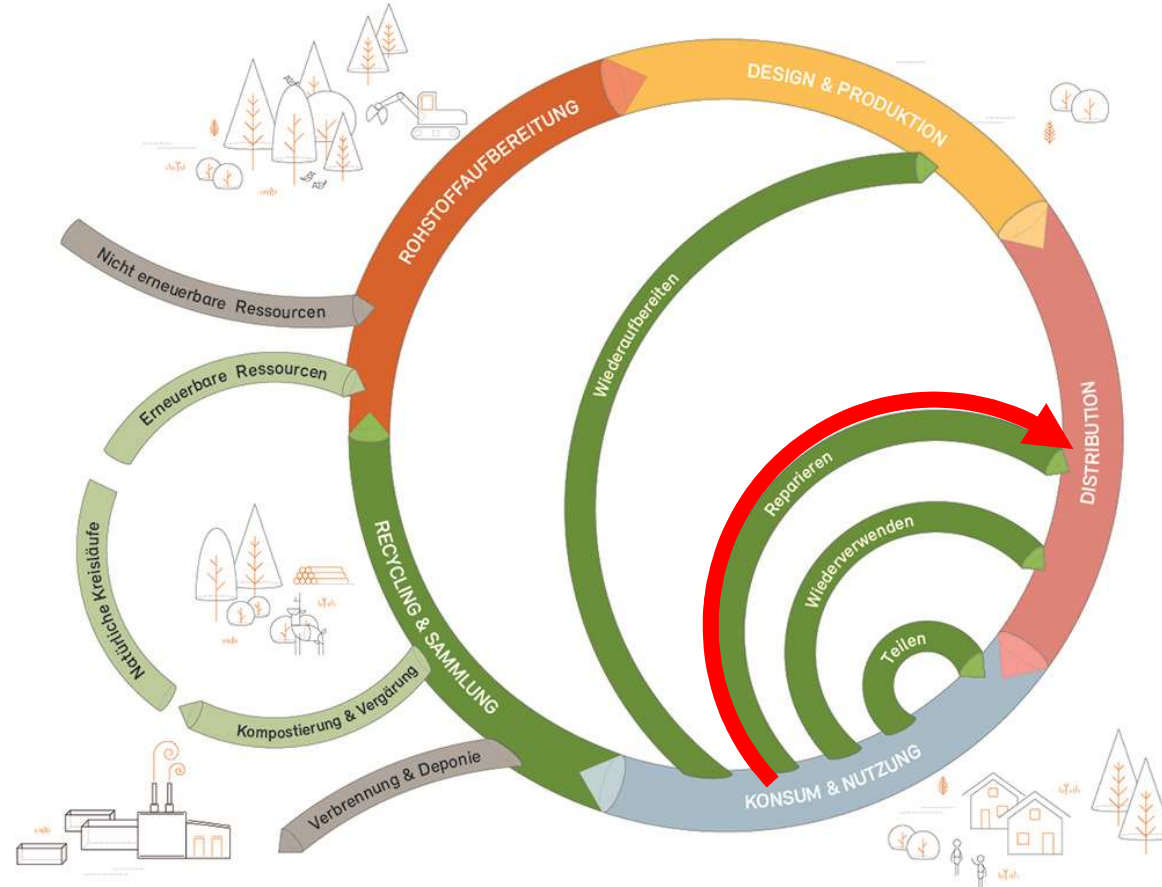 DESIGN & PRODUKTION
ROHSTOFFAUFBEREITUNG
Nicht erneuerbare Ressourcen
Wiederaufbereiten
Erneuerbare Ressourcen
DISTRIBUTION
Reparieren
Wiederverwenden
Natürliche Kreisläufe
RECYCLING & SAMMLUNG
Teilen
Kompostierung & Vergärung
Verbrennung & Deponie
KONSUM & NUTZUNG